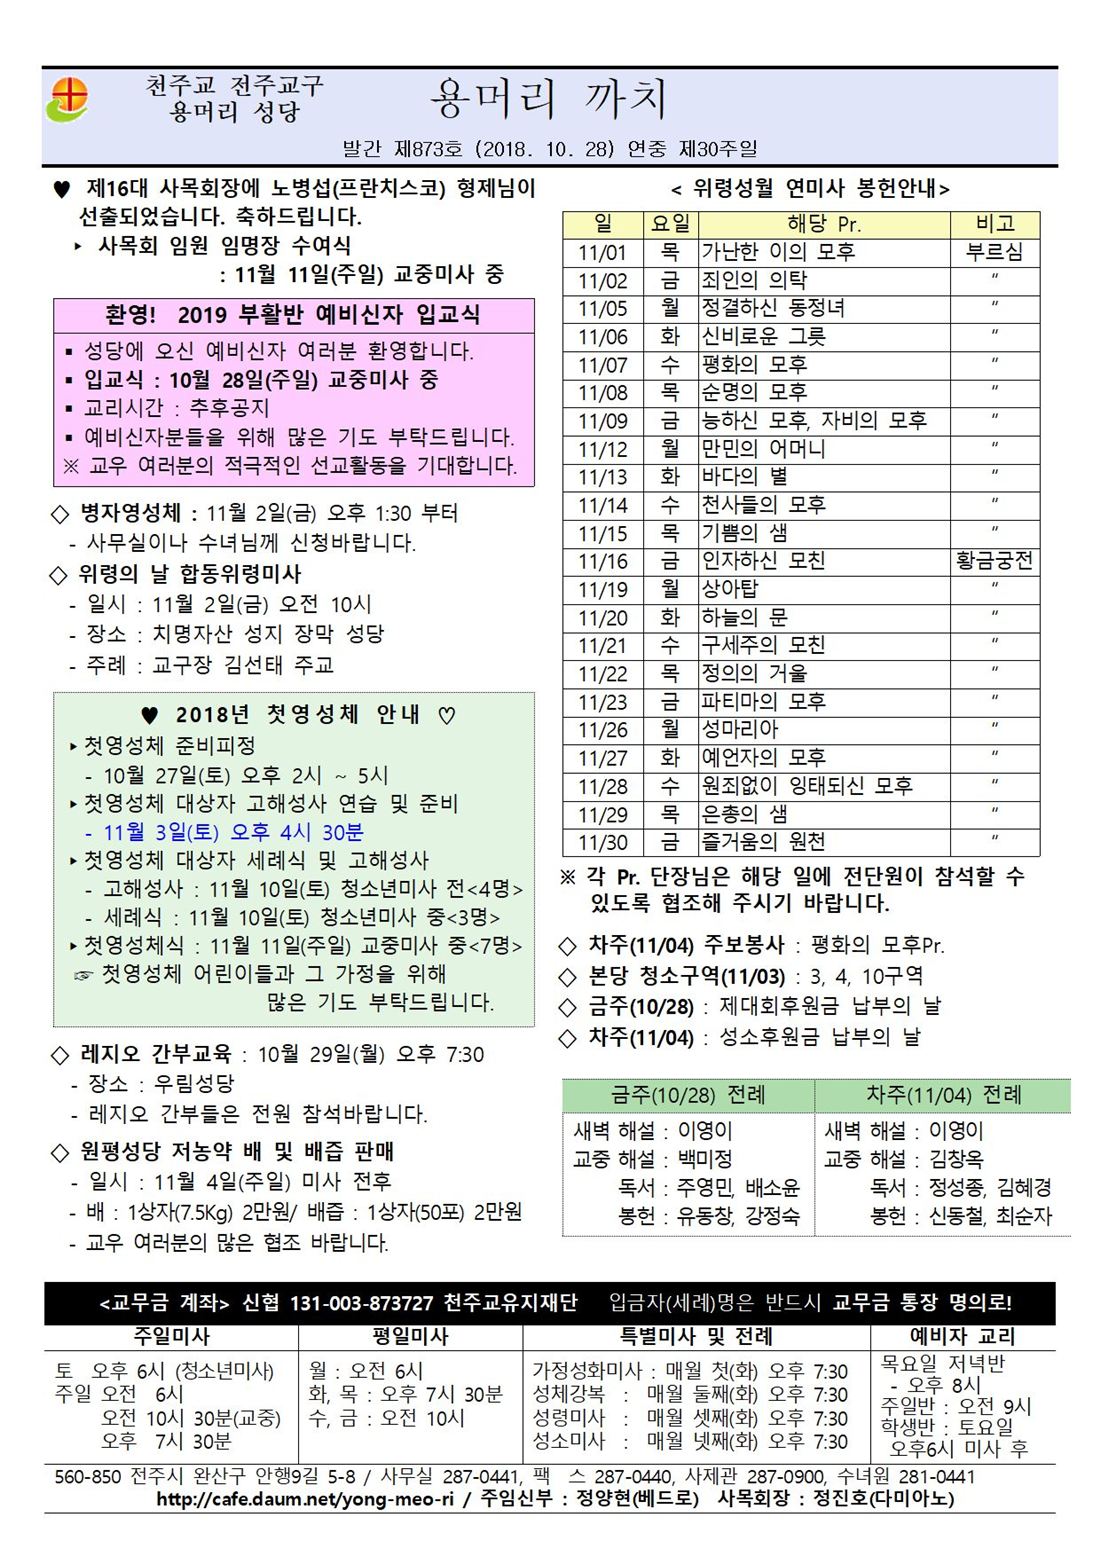 천주교 전주교구
용머리 성당
용머리 까치
발간 제873호 (2018. 10. 28) 연중 제30주일
♥ 제16대 사목회장에 노병섭(프란치스코) 형제님이
선출되었습니다. 축하드립니다.
▸ 사목회 임원 임명장 수여식
: 11월 11일(주일) 교중미사 중
환영! 2019 부활반 예비신자 입교식
▪ 성당에 오신 예비신자 여러분 환영합니다.
▪ 입교식 : 10월 28일(주일) 교중미사 중
▪ 교리시간 : 추후공지
▪ 예비신자분들을 위해 많은 기도 부탁드립니다.
※ 교우 여러분의 적극적인 선교활동을 기대합니다.
◇ 병자영성체 : 11월 2일(금) 오후 1:30 부터
- 사무실이나 수녀님께 신청바랍니다.
◇ 위령의 날 합동위령미사
- 일시 : 11월 2일(금) 오전 10시
- 장소 : 치명자산 성지 장막 성당
- 주례 : 교구장 김선태 주교
♥ 2018년 첫영성체 안내 ♡
▸첫영성체 준비피정
- 10월 27일(토) 오후 2시 ~ 5시
▸첫영성체 대상자 고해성사 연습 및 준비
- 11월 3일(토) 오후 4시 30분
▸첫영성체 대상자 세례식 및 고해성사
- 고해성사 : 11월 10일(토) 청소년미사 전<4명>
- 세례식 : 11월 10일(토) 청소년미사 중<3명>
▸첫영성체식 : 11월 11일(주일) 교중미사 중<7명>
☞ 첫영성체 어린이들과 그 가정을 위해
많은 기도 부탁드립니다.
◇ 레지오 간부교육 : 10월 29일(월) 오후 7:30
- 장소 : 우림성당
- 레지오 간부들은 전원 참석바랍니다.
◇ 원평성당 저농약 배 및 배즙 판매
- 일시 : 11월 4일(주일) 미사 전후
- 배 : 1상자(7.5Kg) 2만원/ 배즙 : 1상자(50포) 2만원
- 교우 여러분의 많은 협조 바랍니다.
< 위령성월 연미사 봉헌안내>
일 요일 해당 Pr. 비고
11/01 목 가난한 이의 모후 부르심
11/02 금 죄인의 의탁 〃
11/05 월 정결하신 동정녀 〃
11/06 화 신비로운 그릇 〃
11/07 수 평화의 모후 〃
11/08 목 순명의 모후 〃
11/09 금 능하신 모후, 자비의 모후 〃
11/12 월 만민의 어머니 〃
11/13 화 바다의 별 〃
11/14 수 천사들의 모후 〃
11/15 목 기쁨의 샘 〃
11/16 금 인자하신 모친 황금궁전
11/19 월 상아탑 〃
11/20 화 하늘의 문 〃
11/21 수 구세주의 모친 〃
11/22 목 정의의 거울 〃
11/23 금 파티마의 모후 〃
11/26 월 성마리아 〃
11/27 화 예언자의 모후 〃
11/28 수 원죄없이 잉태되신 모후 〃
11/29 목 은총의 샘 〃
11/30 금 즐거움의 원천 〃
※ 각 Pr. 단장님은 해당 일에 전단원이 참석할 수
있도록 협조해 주시기 바랍니다.
◇ 차주(11/04) 주보봉사 : 평화의 모후Pr.
◇ 본당 청소구역(11/03) : 3, 4, 10구역
◇ 금주(10/28) : 제대회후원금 납부의 날
◇ 차주(11/04) : 성소후원금 납부의 날
금주(10/28) 전례 차주(11/04) 전례
새벽 해설 : 이영이 새벽 해설 : 이영이
교중 해설 : 백미정 교중 해설 : 김창옥
독서 : 주영민, 배소윤 독서 : 정성종, 김혜경
봉헌 : 유동창, 강정숙 봉헌 : 신동철, 최순자
<교무금 계좌> 신협 131-003-873727 천주교유지재단 입금자(세례)명은 반드시 교무금 통장 명의로!
주일미사 평일미사 특별미사 및 전례 예비자 교리
토 오후 6시 (청소년미사)
주일 오전 6시
오전 10시 30분(교중)
오후 7시 30분
월 : 오전 6시
화, 목 : 오후 7시 30분
수, 금 : 오전 10시
가정성화미사 : 매월 첫(화) 오후 7:30
성체강복 : 매월 둘째(화) 오후 7:30
성령미사 : 매월 셋째(화) 오후 7:30
성소미사 : 매월 넷째(화) 오후 7:30
목요일 저녁반
- 오후 8시
주일반 : 오전 9시
학생반 : 토요일
오후6시 미사 후
560-850 전주시 완산구 안행9길 5-8 / 사무실 287-0441, 팩 스 287-0440, 사제관 287-0900, 수녀원 281-0441
http://cafe.daum.net/yong-meo-ri / 주임신부 : 정양현(베드로) 사목회장 : 정진호(다미아노)